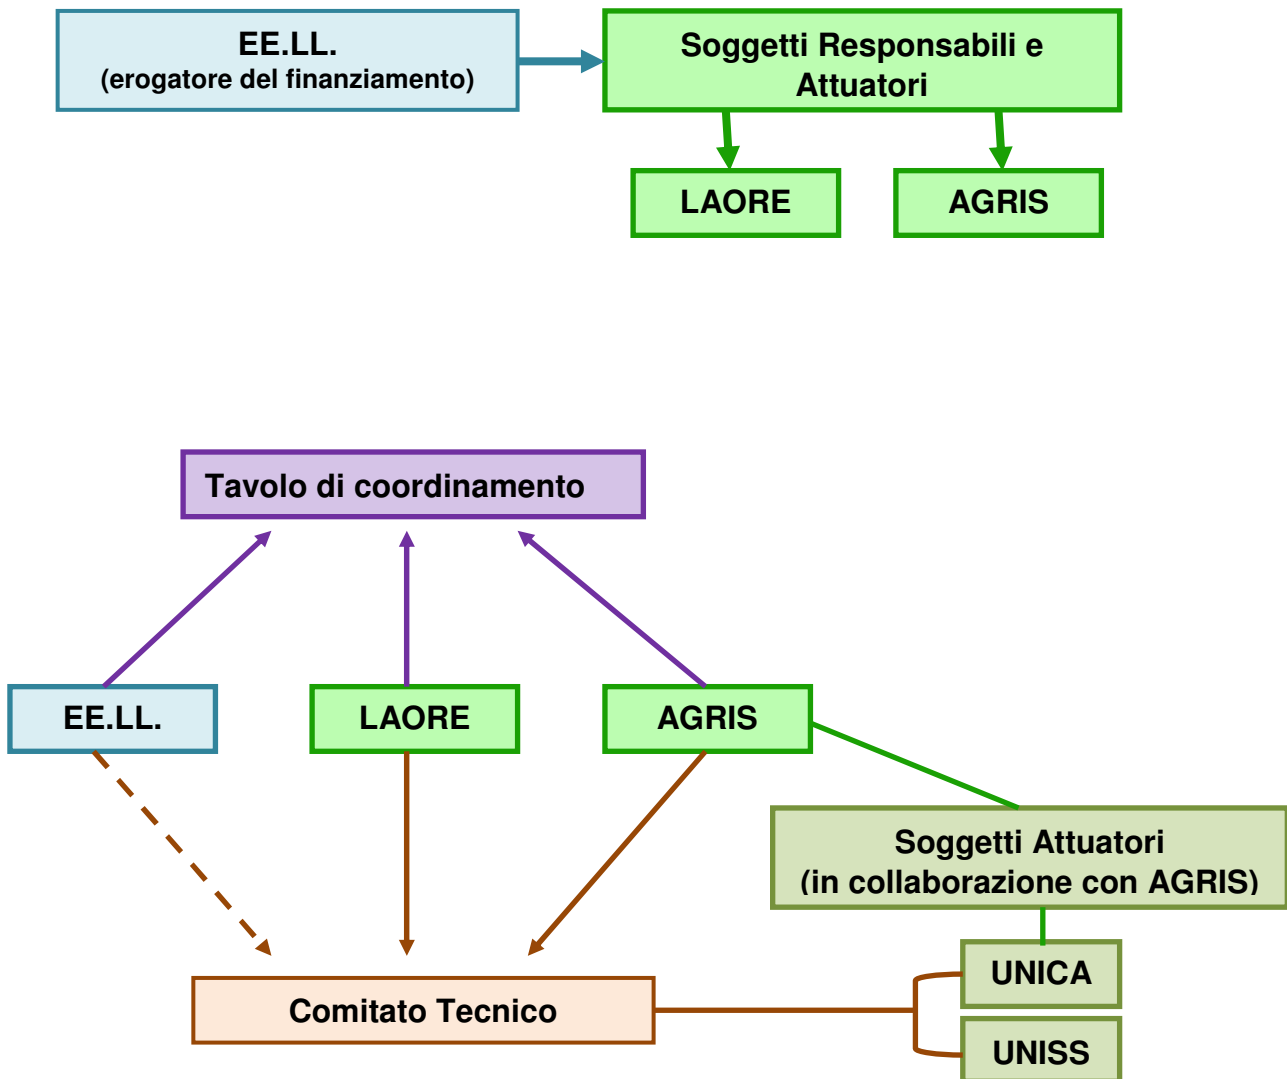 EE.LL.
(erogatore del finanziamento)
Soggetti Responsabili e
Attuatori
LAORE
AGRIS
Tavolo di coordinamento
EE.LL.
LAORE
AGRIS
Soggetti Attuatori
(in collaborazione con AGRIS)
UNICA
Comitato Tecnico
UNISS